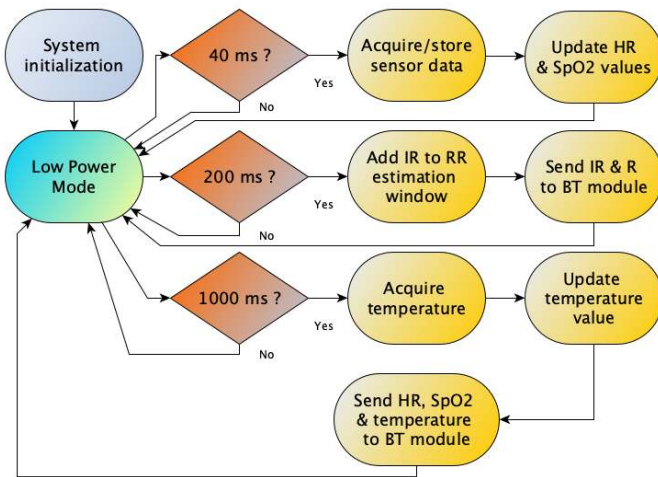 System
initialization
40 ms ?
Yes
No
Acquire/store
sensor data
Update HR
& SpO2 values
Low Power
Mode
200 ms ?
Yes
No
Add IR to RR
estimation
window
Send IR & R
to BT module
1000 ms ?
Yes
No
Acquire
temperature
Update
temperature
value
Send HR, SpO2
& temperature
to BT module